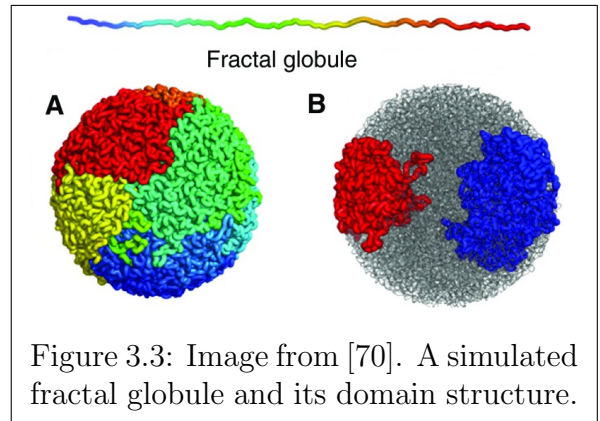 Fractal globule
A
B
Figure 3.3: Image from [70]. A simulated
fractal globule and its domain structure.